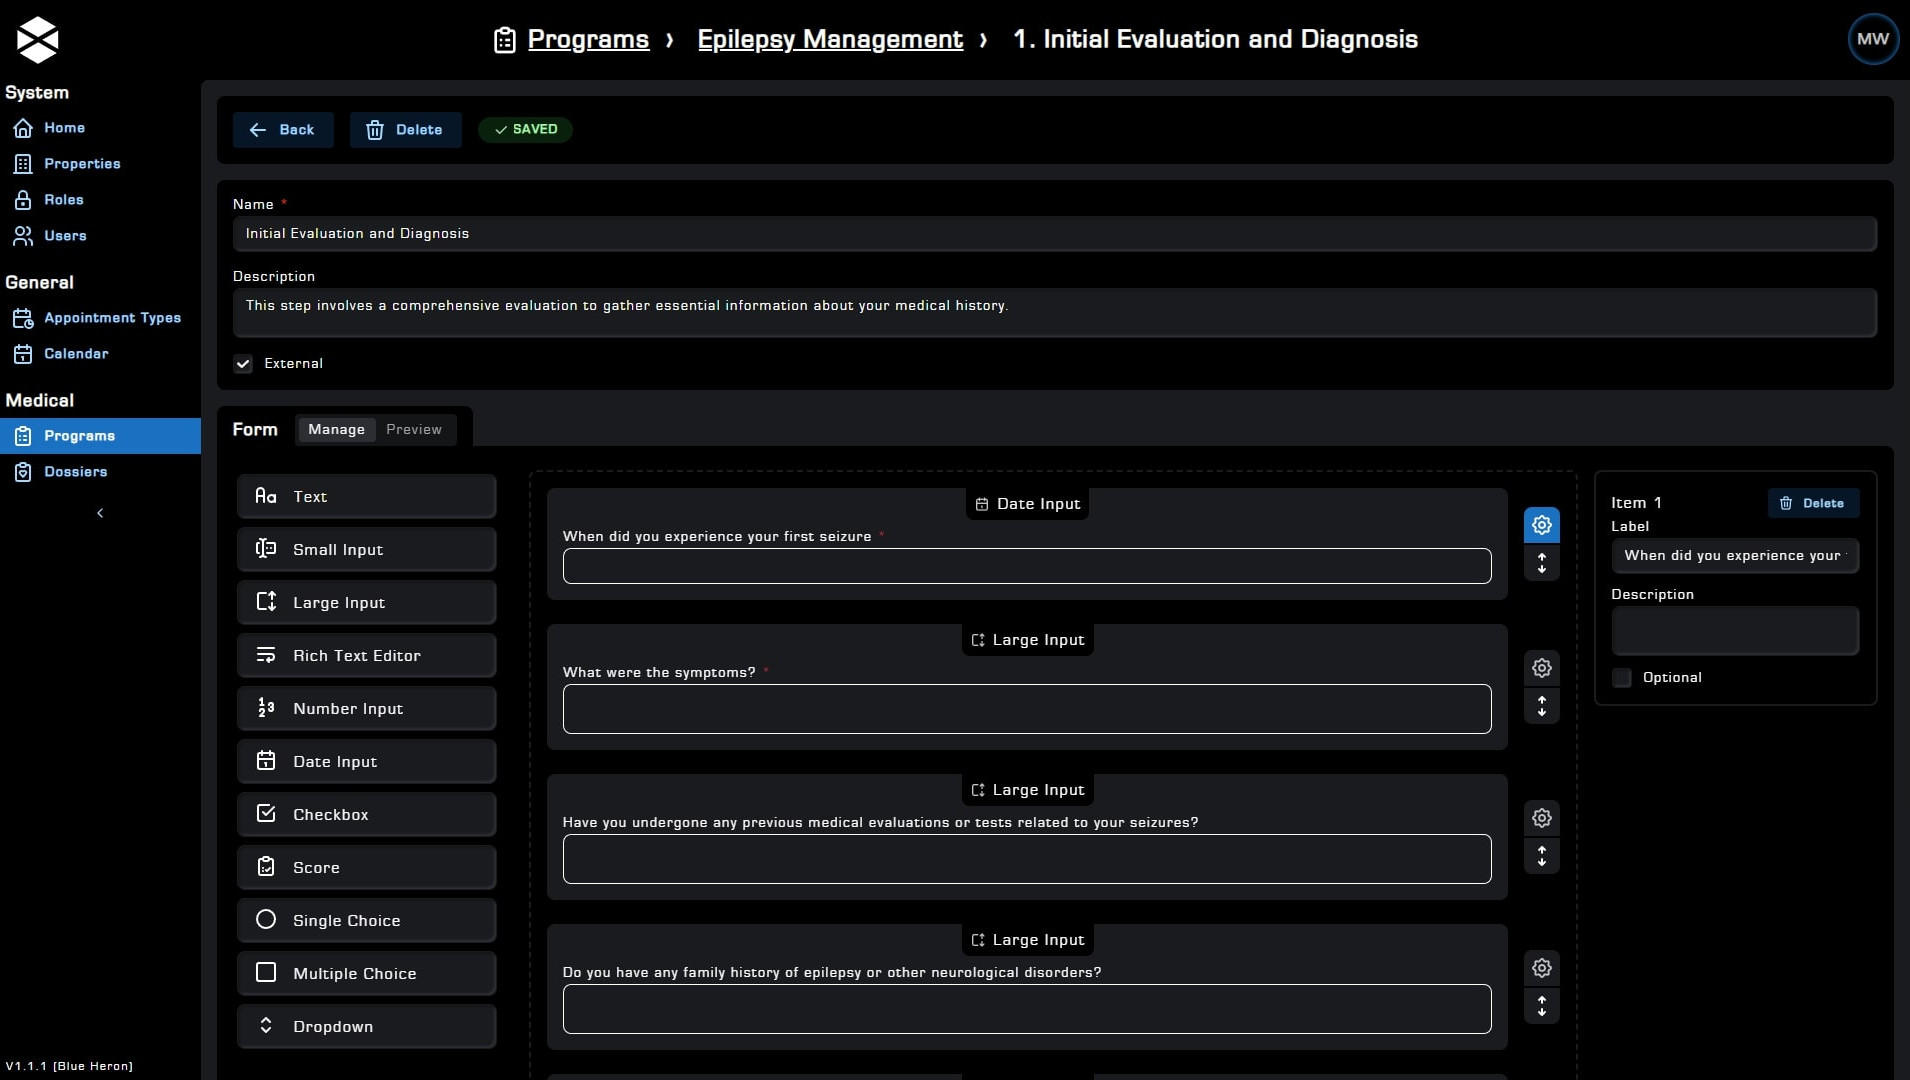 Programs › Epilepsy Management › 1. Initial Evaluation and Diagnosis
MW
System
Home
Properties
Roles
Users
General
Appointment Types
Calendar
Medical
Programs
Dossiers
V1.1.1 [Blue Heron]
Back
Delete
SAVED
Name *
Initial Evaluation and Diagnosis
Description
This step involves a comprehensive evaluation to gather essential information about your medical history.
External
Form
Manage
Preview
Text
Small Input
Large Input
Rich Text Editor
Number Input
Date Input
Checkbox
Score
Single Choice
Multiple Choice
Dropdown
Date Input
When did you experience your first seizure *
Large Input
What were the symptoms? *
Large Input
Have you undergone any previous medical evaluations or tests related to your seizures?
Large Input
Do you have any family history of epilepsy or other neurological disorders?
Item 1
Delete
Label
When did you experience your
Description
Optional